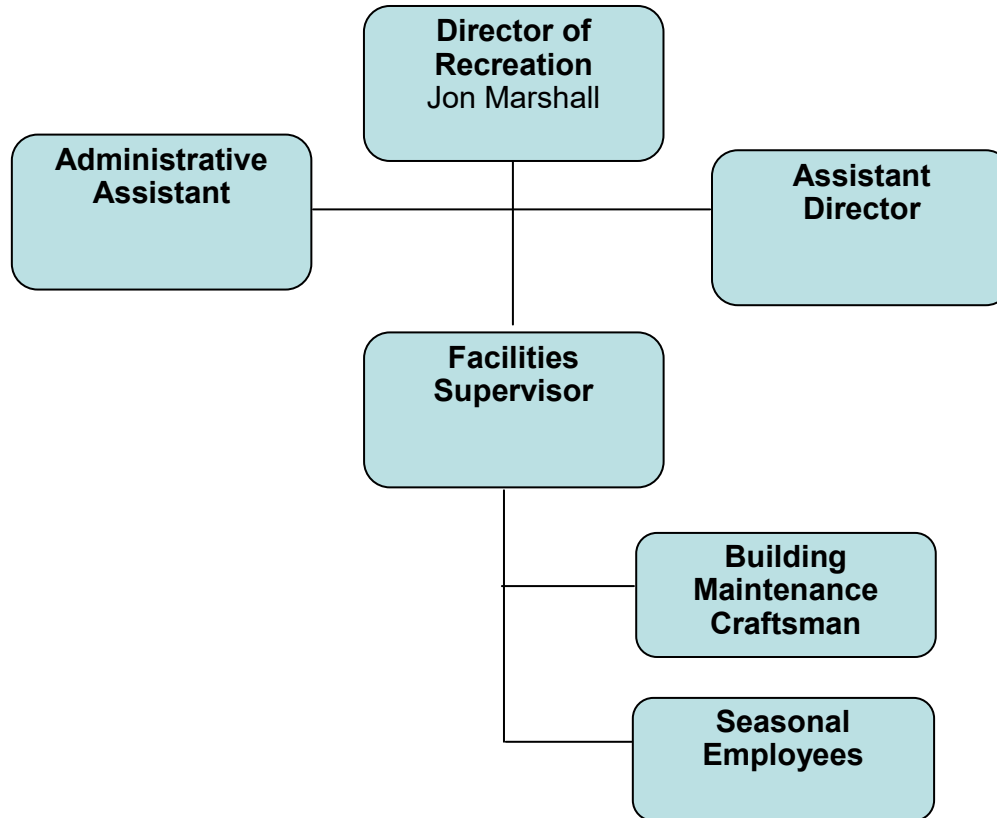 Director of
Recreation
Jon Marshall
Administrative
Assistant
Assistant
Director
Facilities
Supervisor
Building
Maintenance
Craftsman
Seasonal
Employees